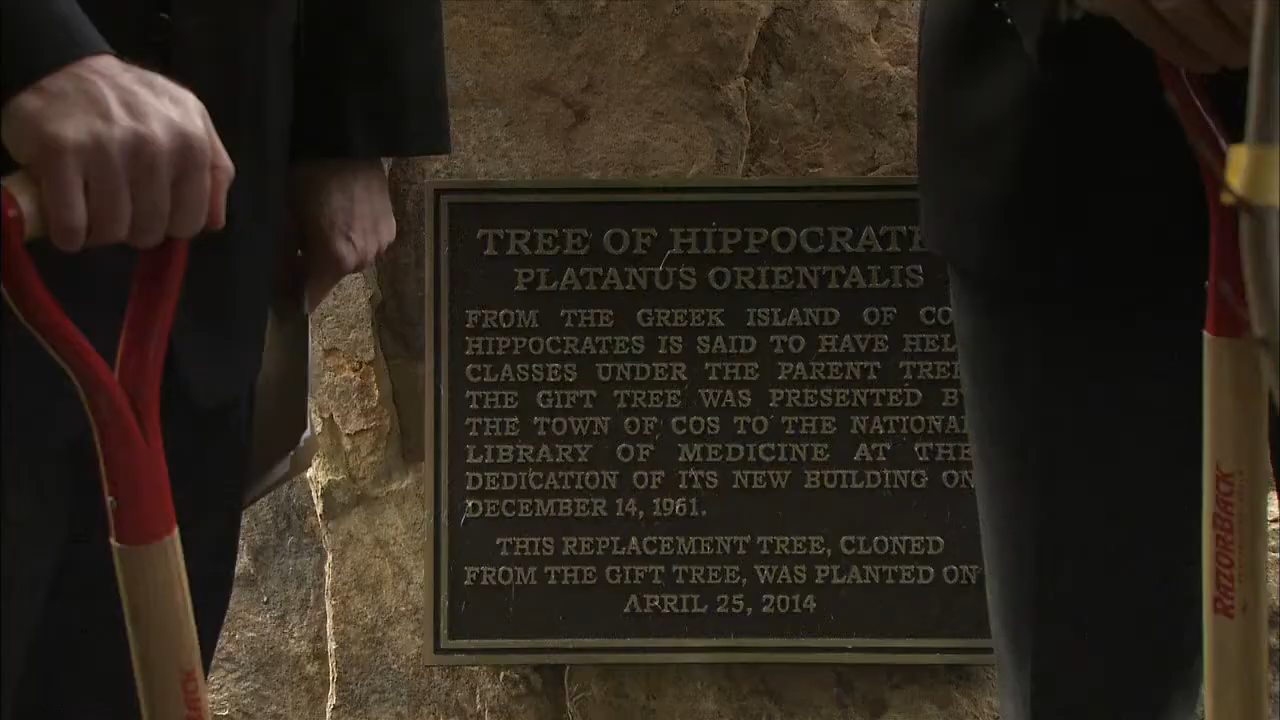 TREE OF HIPPOCRATE
PLATANUS ORIENTALIS
FROM THE GREEK ISLAND OF CO
HIPPOCRATES IS SAID TO HAVE HEL
CLASSES UNDER THE PARENT TREE
THE GIFT TREE WAS PRESENTED B
THE TOWN OF COS TO THE NATIONAL
LIBRARY OF MEDICINE AT THE
DEDICATION OF ITS NEW BUILDING ON
DECEMBER 14, 1961.
THIS REPLACEMENT TREE, CLONED
FROM THE GIFT TREE, WAS PLANTED ON
APRIL 25, 2014
RAZORBACK
BACK